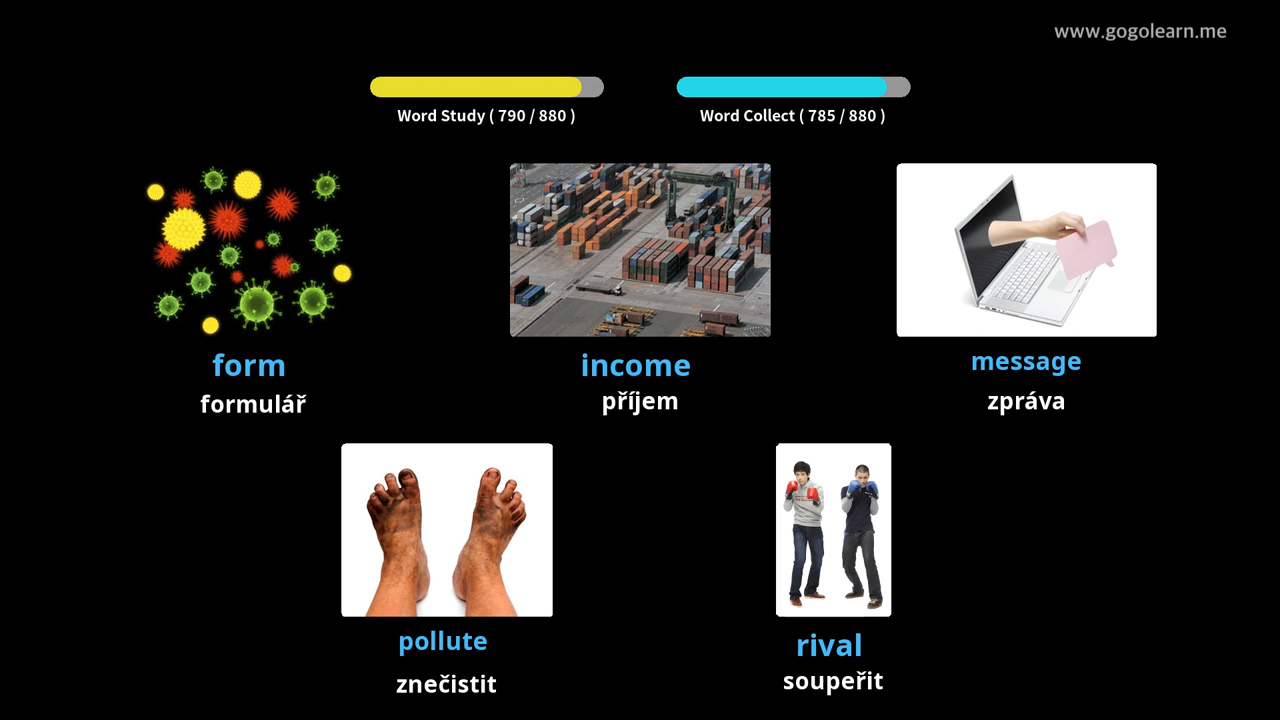 www.gogolearn.me
Word Study ( 790 / 880 )
Word Collect ( 785 / 880 )
form
formulář
income
příjem
message
zpráva
pollute
znečistit
rival
soupeřit